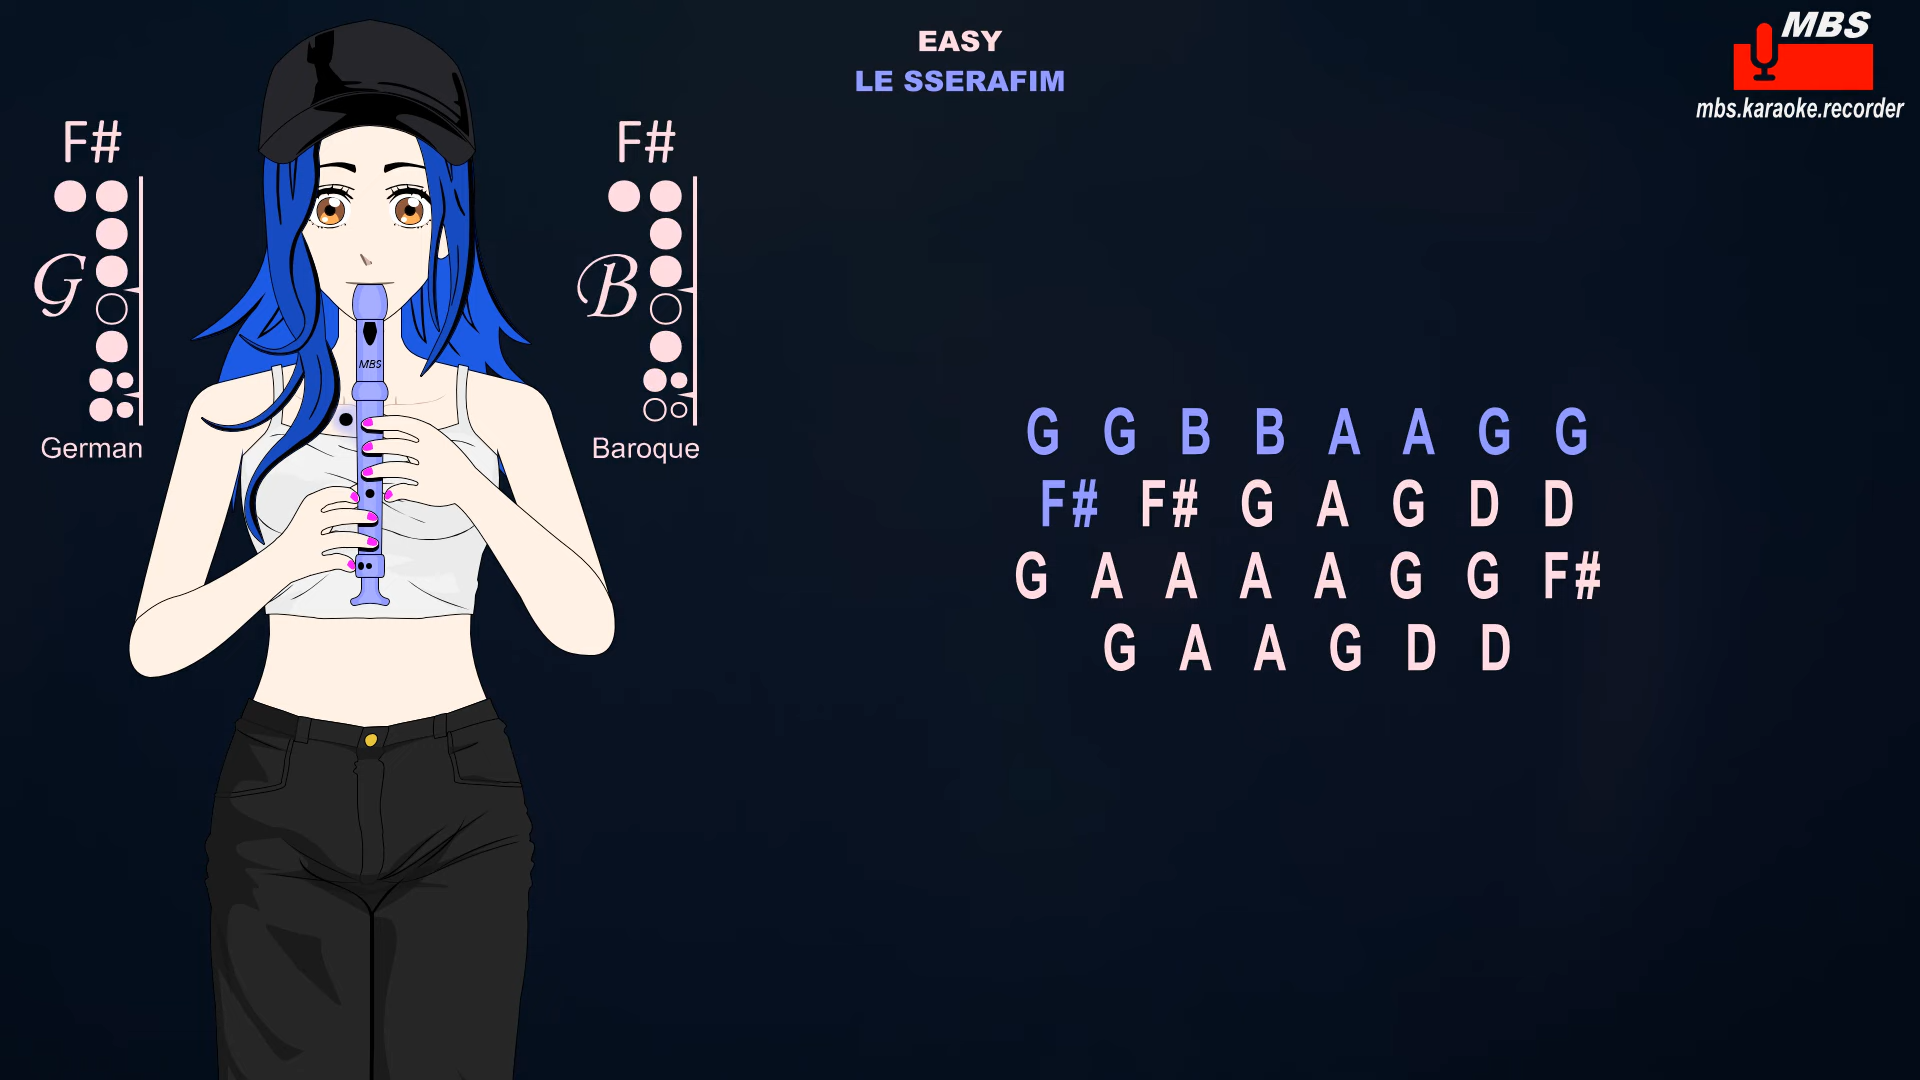 EASY
LE SSERAFIM
MBS
mbs.karaoke.recorder
F#
G
German
F#
B
Baroque
MBS
G G B B A A G G
F# F# G A G D D
G A A A A G G F#
G A A G D D